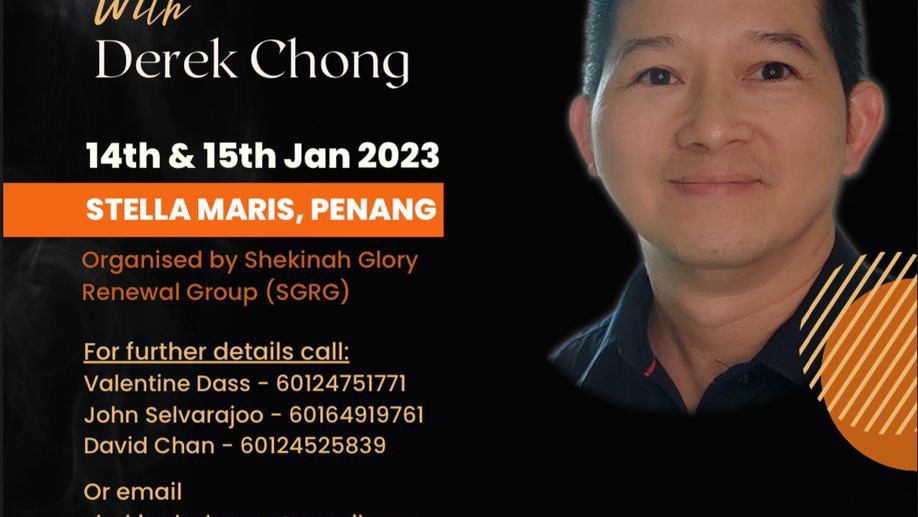 With
Derek Chong
14th & 15th Jan 2023
STELLA MARIS, PENANG
Organised by Shekinah Glory
Renewal Group (SGRG)
For further details call:
Valentine Dass - 60124751771
John Selvarajoo - 60164919761
David Chan - 60124525839
Or email